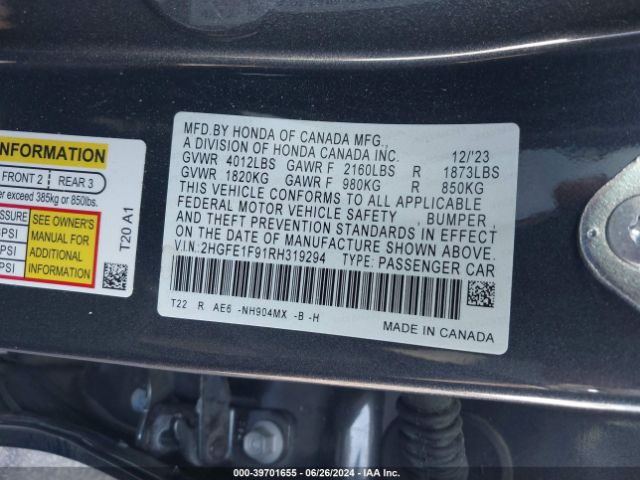 INFORMATION
FRONT 2 REAR 3
er exceed 385kg or 850lbs.
SSURE
PSI
PSI
SEE OWNER'S
MANUAL FOR
ADDITIONAL
INFORMATION
T20 A1
MFD.BY HONDA OF CANADA MFG.,
A DIVISION OF HONDA CANADA INC. 12/'23
GVWR 4012LBS GAWR F 2160LBS R 1873LBS
GVWR 1820KG GAWR F 980KG R 850KG
THIS VEHICLE CONFORMS TO ALL APPLICABLE
FEDERAL MOTOR VEHICLE SAFETY , BUMPER ,
AND THEFT PREVENTION STANDARDS IN EFFECT
ON THE DATE OF MANUFACTURE SHOWN ABOVE.
V.I.N.:2HGFE1F91RH319294 TYPE: PASSENGER CAR
T22 R AE6 -NH904MX -B -H
MADE IN CANADA
000-39701655 | 06/26/2024 | IAA Inc.